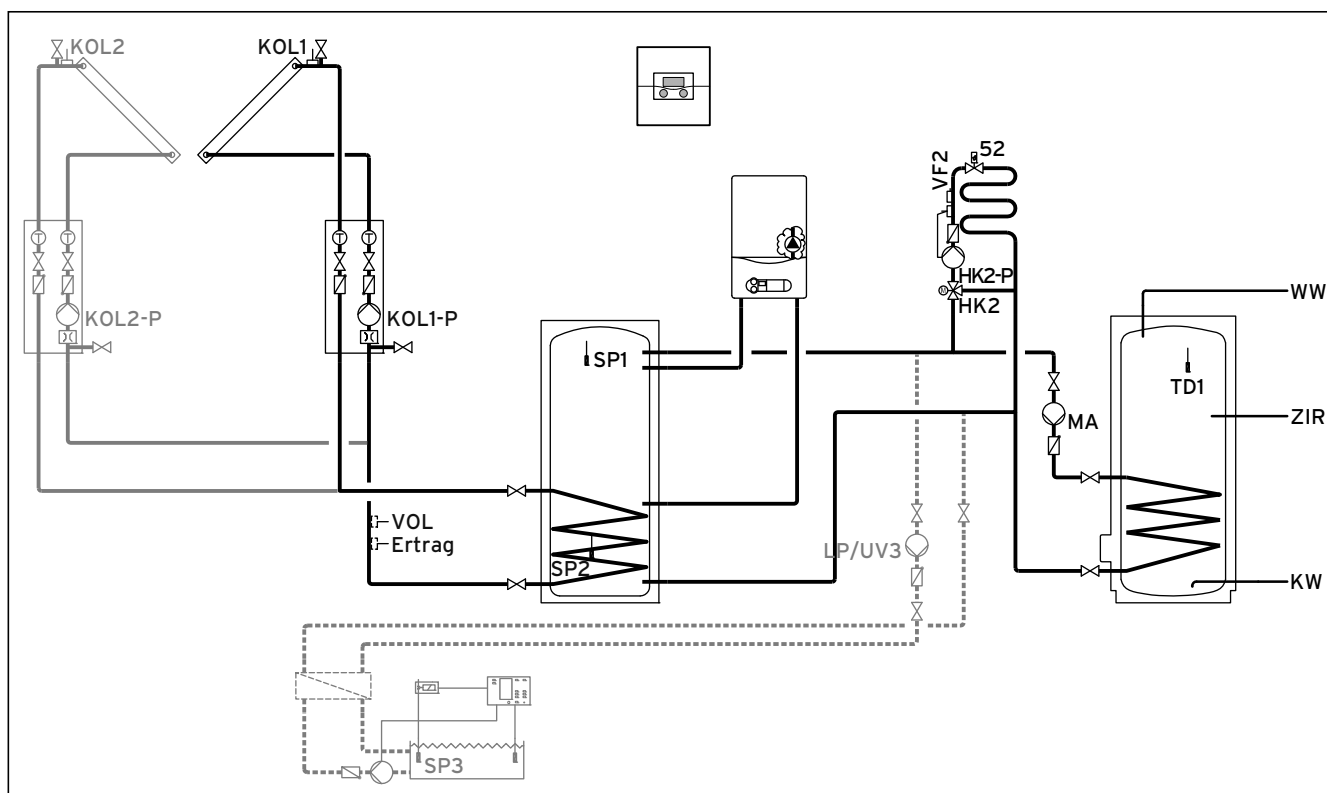 KOL2
KOL1
VF2
52
KOL2-P
KOL1-P
T
T
T
T
HK2-P
M
HK2
WW
SP1
TD1
MA
ZIR
VOL
Ertrag
SP2
LP/UV3
KW
SP3